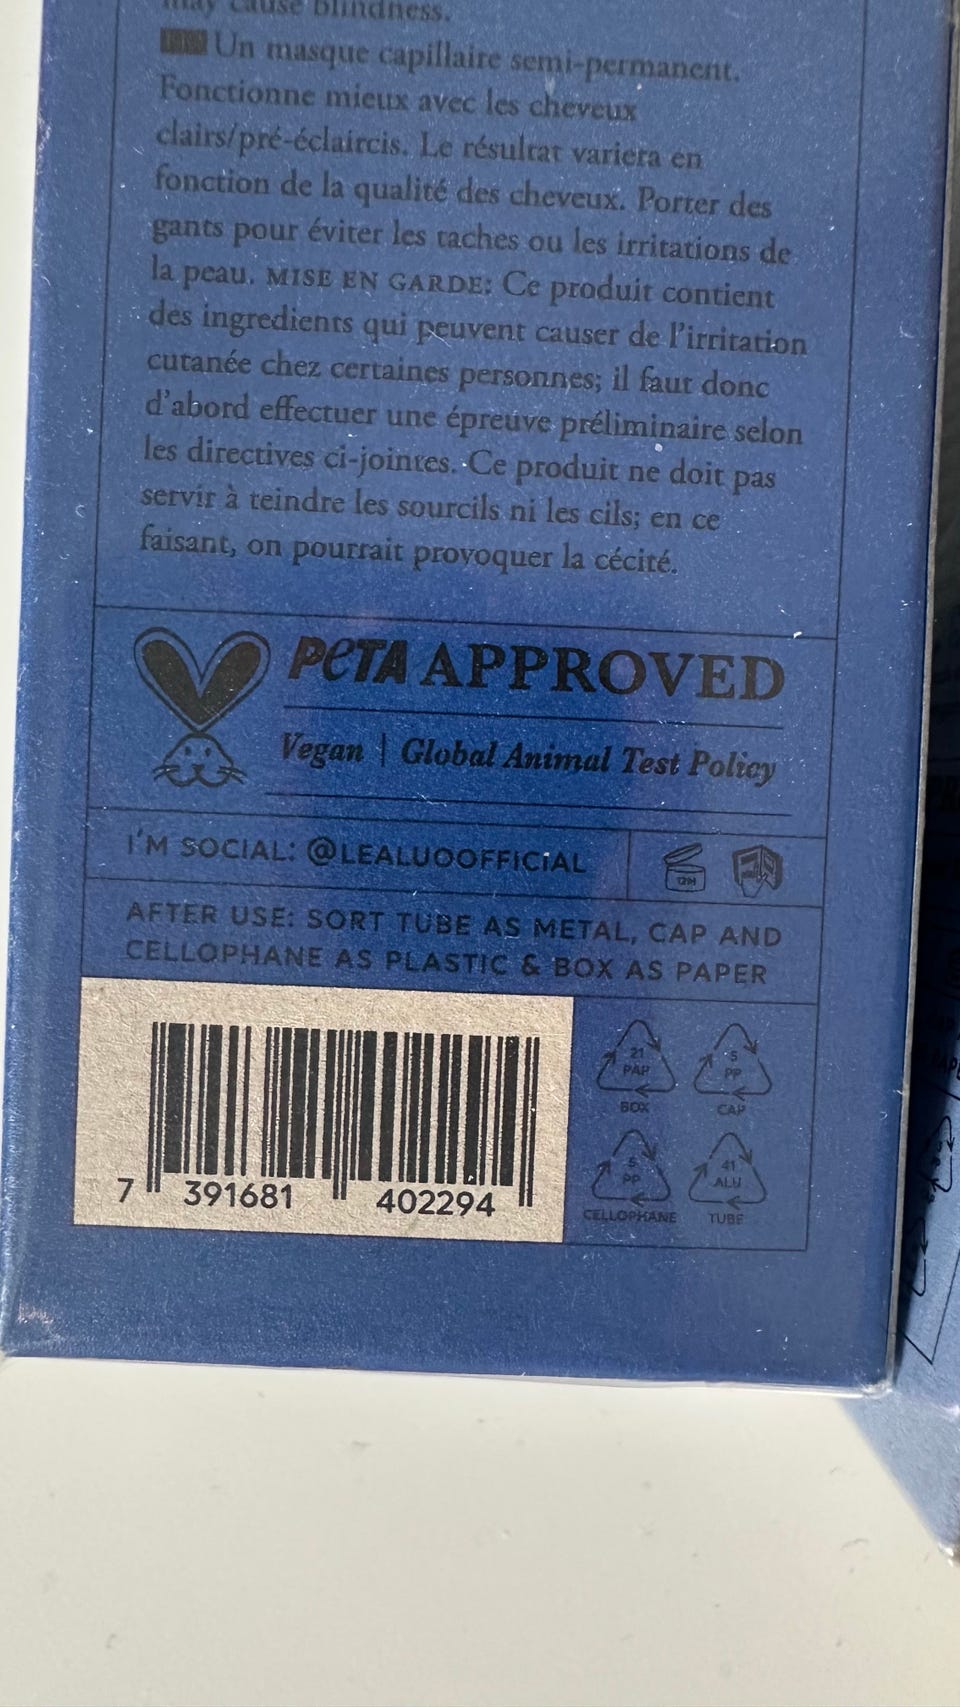 may cause blindness.
Un masque capillaire semi-permanent.
Fonctionne mieux avec les cheveux
clairs/pré-éclaircis. Le résultat variera en
fonction de la qualité des cheveux. Porter des
gants pour éviter les taches ou les irritations de
la peau. MISE EN GARDE: Ce produit contient
des ingredients qui peuvent causer de l'irritation
cutanée chez certaines personnes; il faut donc
d'abord effectuer une épreuve préliminaire selon
les directives ci-jointes. Ce produit ne doit pas
servir à teindre les sourcils ni les cils; en ce
faisant, on pourrait provoquer la cécité.
PETA APPROVED
Vegan | Global Animal Test Policy
I'M SOCIAL: @LEALUOOFFICIAL
12M
AFTER USE: SORT TUBE AS METAL, CAP AND
CELLOPHANE AS PLASTIC & BOX AS PAPER
7 391681 402294
21 PAP
BOX
5 PP
CAP
5 PP
CELLOPHANE
41 ALU
TUBE